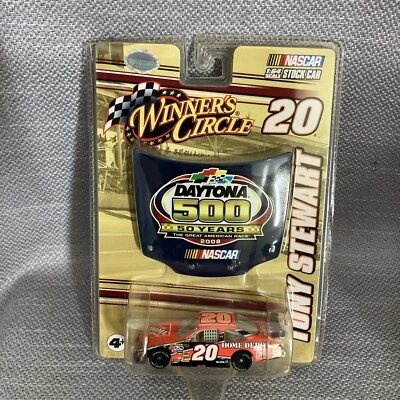 NASCAR
1:64 SCALE STOCK CAR
WINNER'S CIRCLE
20
DAYTONA
500
50 YEARS
THE GREAT AMERICAN RACE
2008
NASCAR
TONY STEWART
4+
20
20
HOME DEPOT